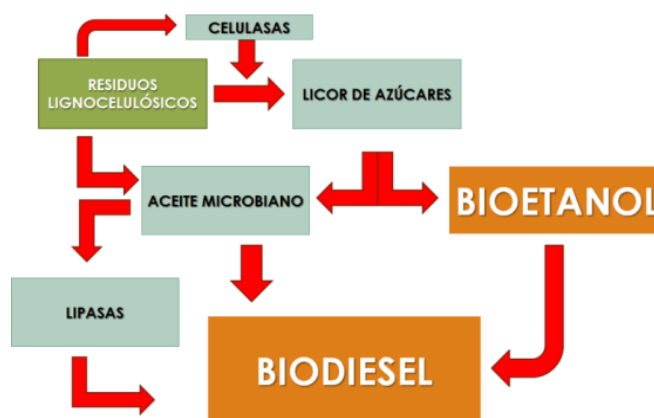 CELULASAS
RESIDUOS
LIGNOCELULÓSICOS
LICOR DE AZÚCARES
ACEITE MICROBIANO
BIOETANOL
LIPASAS
BIODIESEL